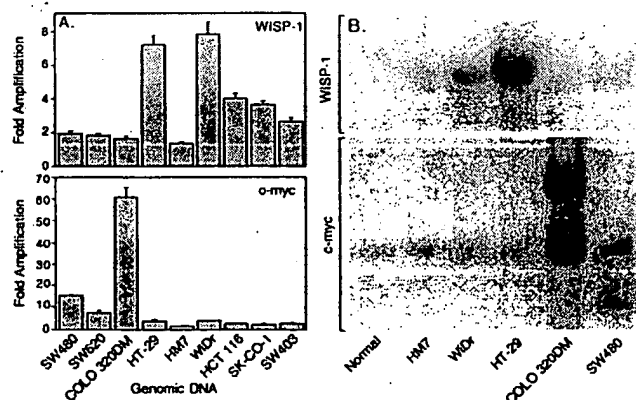 A.
WISP-1
Fold Amplification
8
6
4
2
0
c-myc
Fold Amplification
70
60
50
40
30
20
10
0
SW480
SW620
COLO 320DM
HT-29
HM7
WiDr
HCT 116
SK-CO-1
SW403
Genomic DNA
B.
WISP-1
c-myc
Normal
HM7
WiDr
HT-29
COLO 320DM
SW480